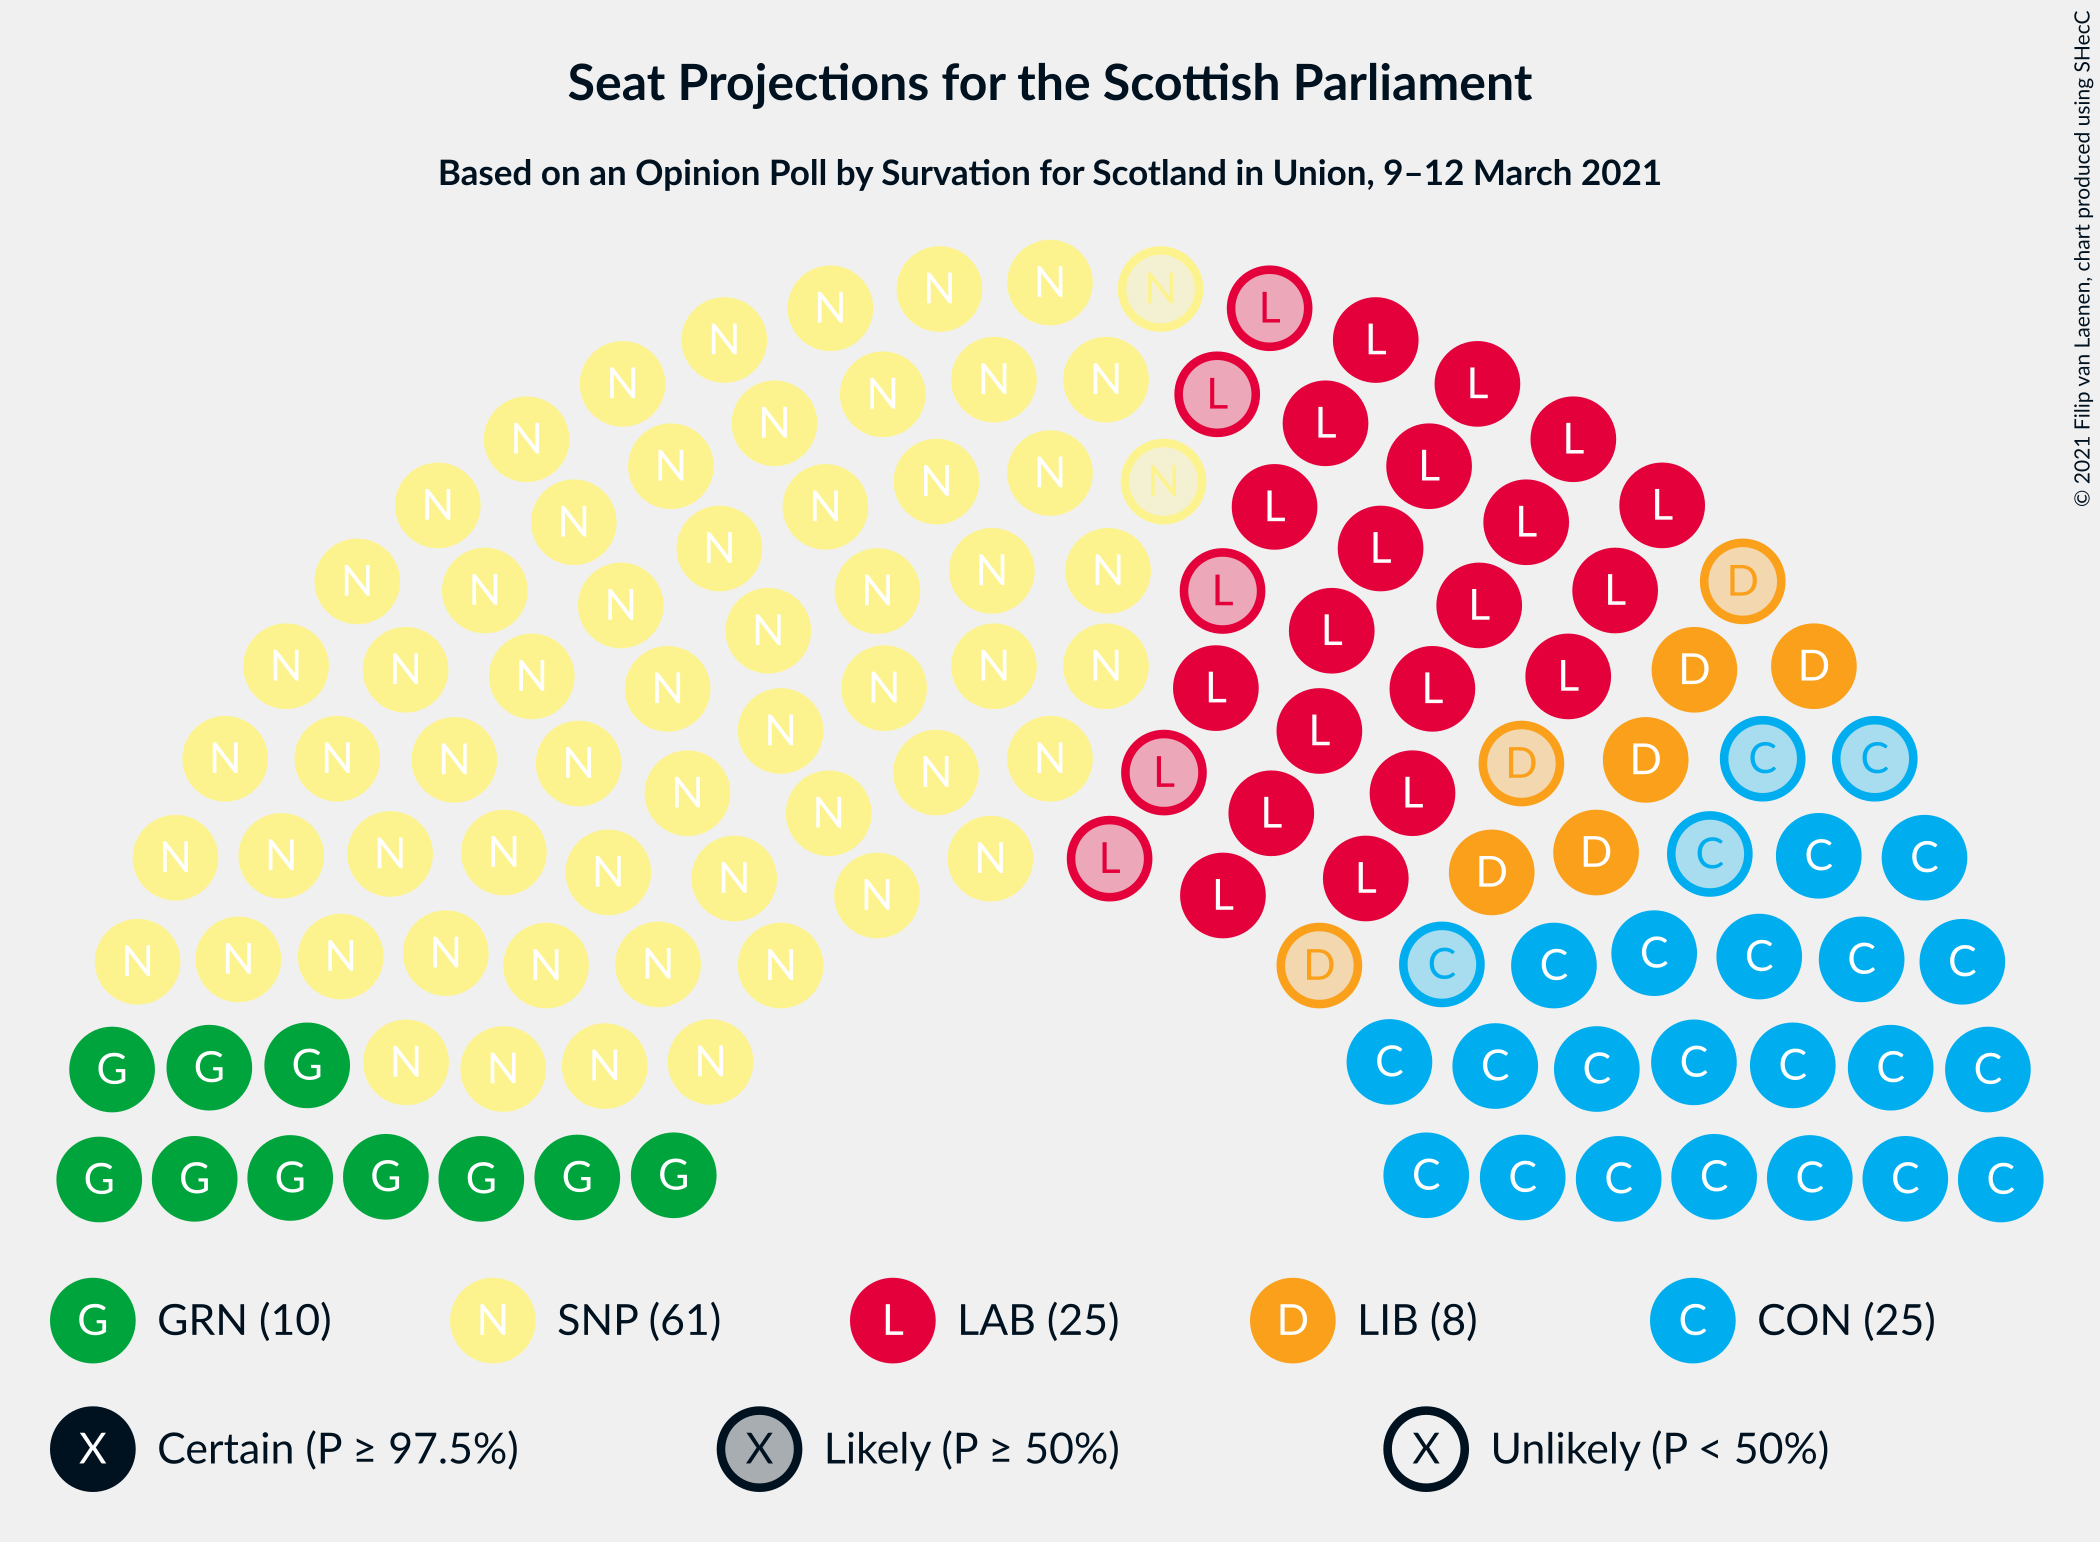 Seat Projections for the Scottish Parliament
Based on an Opinion Poll by Survation for Scotland in Union, 9–12 March 2021
© 2021 Filip van Laenen, chart produced using SHecC
N N N
N L
N L
N N N N L L
N N L L
N N N N L
N N N L L L
N L
N N N N N N L L L D
N L
N N N N N N N L L L D D
N L
N N N N N N L D D C C
N N L L
N N N N N N N N L L L D D C C C
N N N N N N N D C C C C C C
G G G N N N N C C C C C C C
G G G G G G G C C C C C C C
G GRN (10) N SNP (61) L LAB (25) D LIB (8) C CON (25)
X Certain (P ≥ 97.5%) X Likely (P ≥ 50%) X Unlikely (P < 50%)